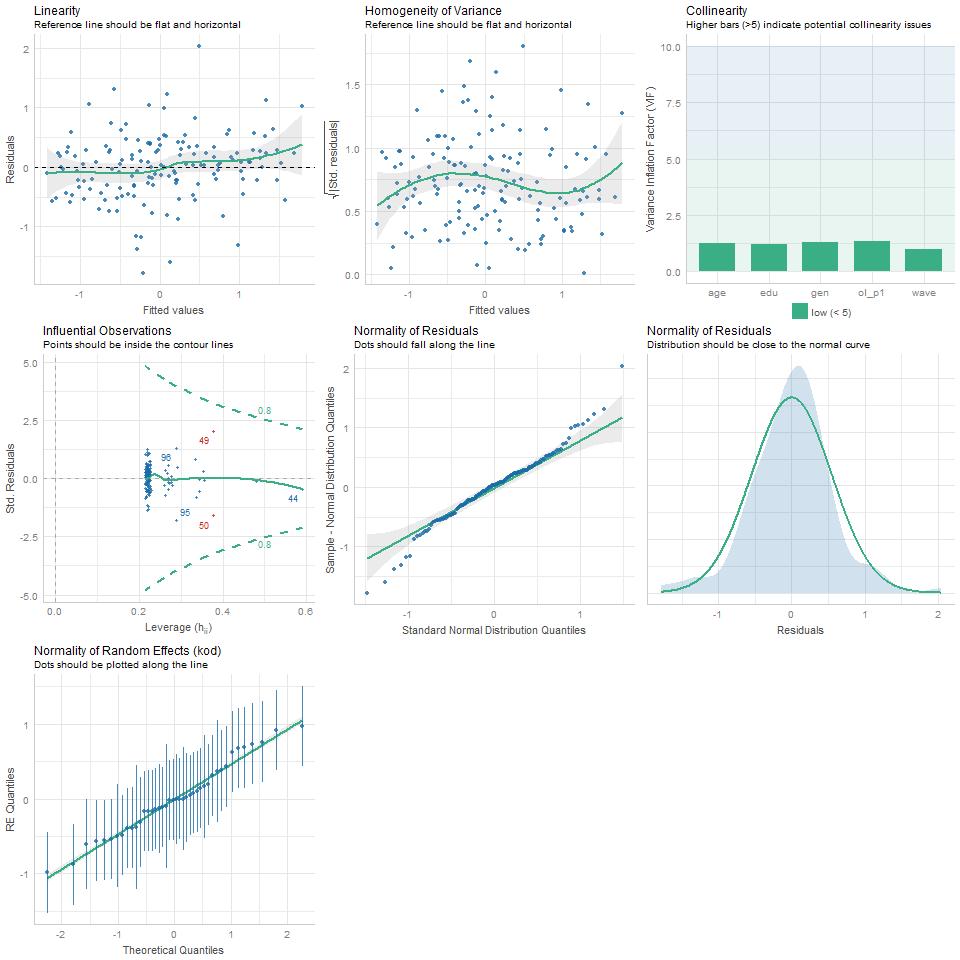 Linearity
Reference line should be flat and horizontal
Residuals
2
1
0
-1
-1
0
1
Fitted values
Homogeneity of Variance
Reference line should be flat and horizontal
√|Std. residuals|
1.5
1.0
0.5
0.0
-1
0
1
Fitted values
Collinearity
Higher bars (>5) indicate potential collinearity issues
Variance Inflation Factor (VIF)
10.0
7.5
5.0
2.5
0.0
age
edu
gen
ol_p1
wave
low (< 5)
Influential Observations
Points should be inside the contour lines
Std. Residuals
5.0
2.5
0.0
-2.5
-5.0
0.8
49
96
44
95
50
0.8
0.0
0.2
0.4
0.6
Leverage (hii)
Normality of Residuals
Dots should fall along the line
Sample - Normal Distribution Quantiles
2
1
0
-1
-1
0
1
Standard Normal Distribution Quantiles
Normality of Residuals
Distribution should be close to the normal curve
-1
0
1
2
Residuals
Normality of Random Effects (kod)
Dots should be plotted along the line
RE Quantiles
1
0
-1
-2
-1
0
1
2
Theoretical Quantiles